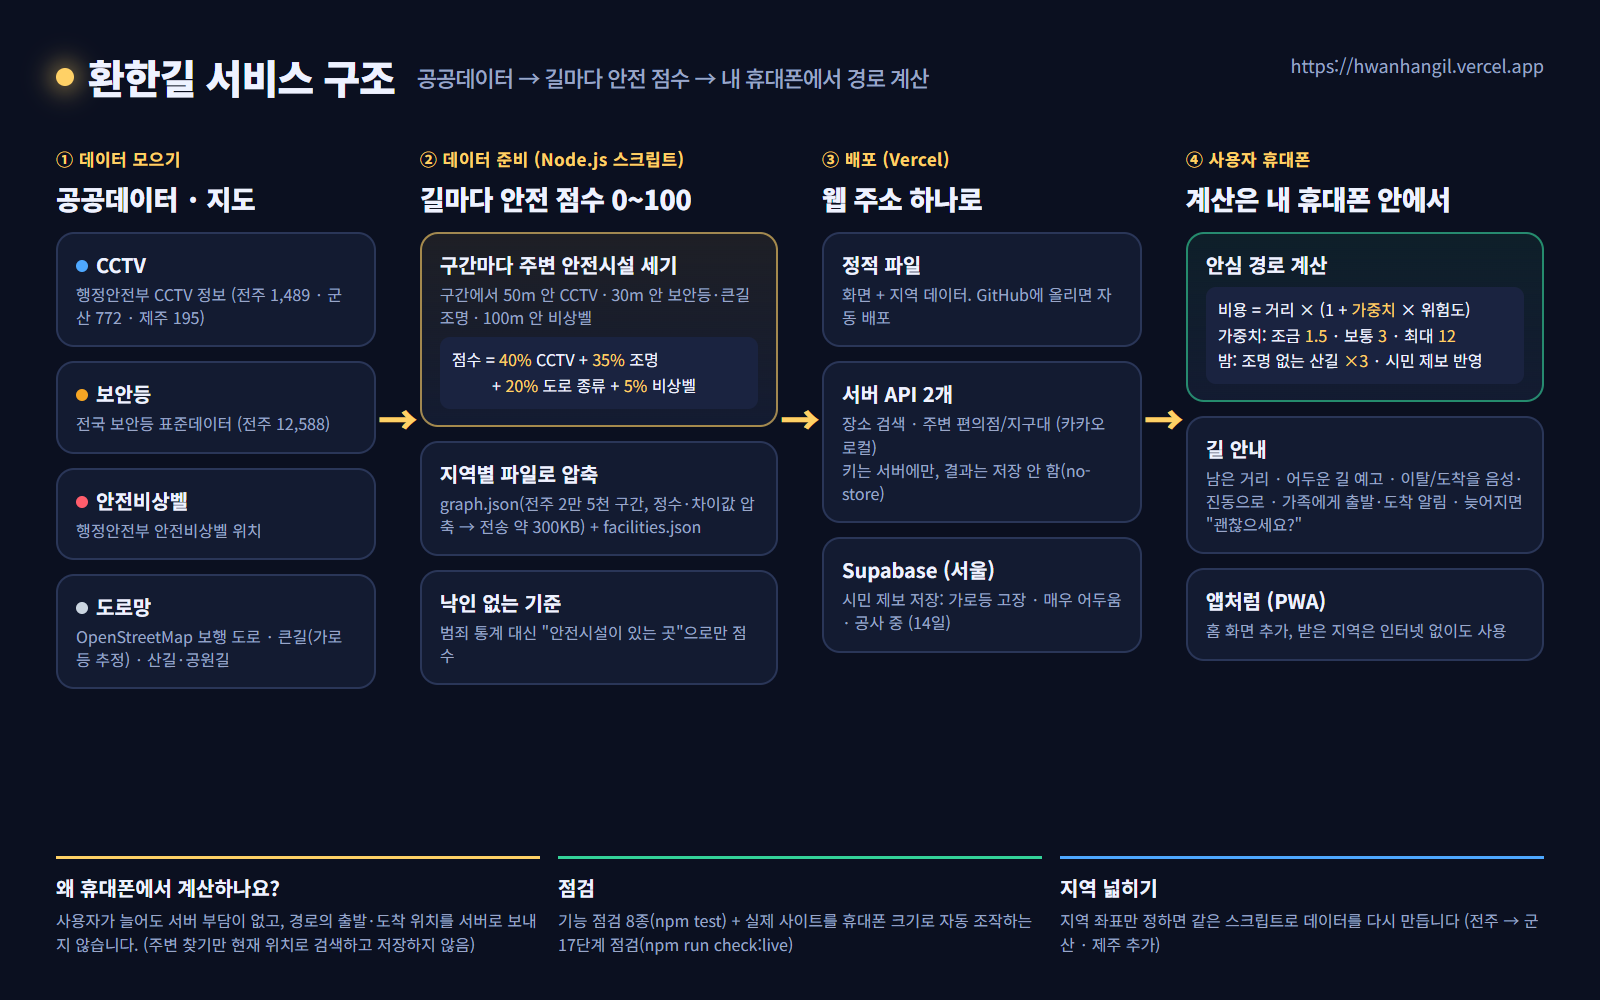 환한길 서비스 구조
공공데이터 → 길마다 안전 점수 → 내 휴대폰에서 경로 계산
https://hwanhangil.vercel.app
① 데이터 모으기
공공데이터 · 지도
CCTV
행정안전부 CCTV 정보 (전주 1,489 · 군
산 772 · 제주 195)
보안등
전국 보안등 표준데이터 (전주 12,588)
안전비상벨
행정안전부 안전비상벨 위치
도로망
OpenStreetMap 보행 도로 · 큰길(가로
등 추정) · 산길·공원길
② 데이터 준비 (Node.js 스크립트)
길마다 안전 점수 0~100
구간마다 주변 안전시설 세기
구간에서 50m 안 CCTV · 30m 안 보안등·큰길
조명 · 100m 안 비상벨
점수 = 40% CCTV + 35% 조명
+ 20% 도로 종류 + 5% 비상벨
지역별 파일로 압축
graph.json(전주 2만 5천 구간, 정수·차이값 압
축 → 전송 약 300KB) + facilities.json
낙인 없는 기준
범죄 통계 대신 "안전시설이 있는 곳"으로만 점
수
③ 배포 (Vercel)
웹 주소 하나로
정적 파일
화면 + 지역 데이터. GitHub에 올리면 자
동 배포
서버 API 2개
장소 검색 · 주변 편의점/지구대 (카카오
로컬)
키는 서버에만, 결과는 저장 안 함(no-
store)
Supabase (서울)
시민 제보 저장: 가로등 고장 · 매우 어두움
· 공사 중 (14일)
④ 사용자 휴대폰
계산은 내 휴대폰 안에서
안심 경로 계산
비용 = 거리 × (1 + 가중치 × 위험도)
가중치: 조금 1.5 · 보통 3 · 최대 12
밤: 조명 없는 산길 ×3 · 시민 제보 반영
길 안내
남은 거리 · 어두운 길 예고 · 이탈/도착을 음성·
진동으로 · 가족에게 출발·도착 알림 · 늦어지면
"괜찮으세요?"
앱처럼 (PWA)
홈 화면 추가, 받은 지역은 인터넷 없이도 사용
왜 휴대폰에서 계산하나요?
사용자가 늘어도 서버 부담이 없고, 경로의 출발·도착 위치를 서버로 보내
지 않습니다. (주변 찾기만 현재 위치로 검색하고 저장하지 않음)
점검
기능 점검 8종(npm test) + 실제 사이트를 휴대폰 크기로 자동 조작하는
17단계 점검(npm run check:live)
지역 넓히기
지역 좌표만 정하면 같은 스크립트로 데이터를 다시 만듭니다 (전주 → 군
산 · 제주 추가)